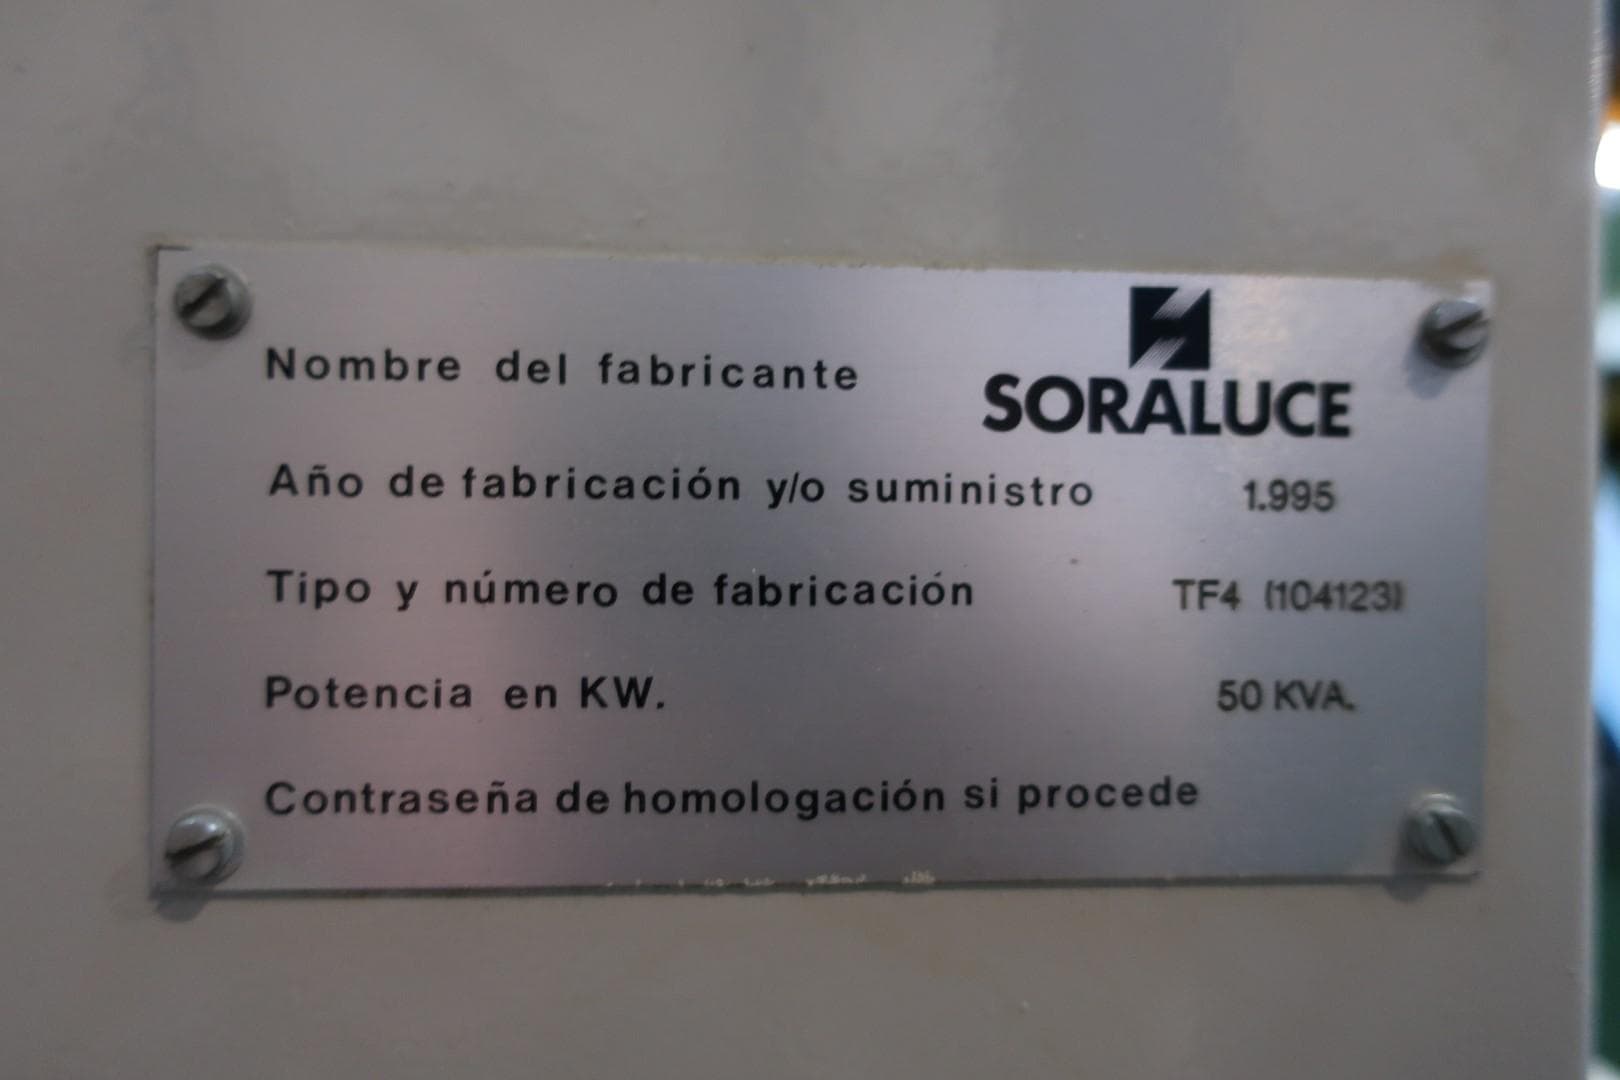 Nombre del fabricante SORALUCE
Año de fabricación y/o suministro 1.995
Tipo y número de fabricación TF4 (104123)
Potencia en KW. 50 KVA.
Contraseña de homologación si procede